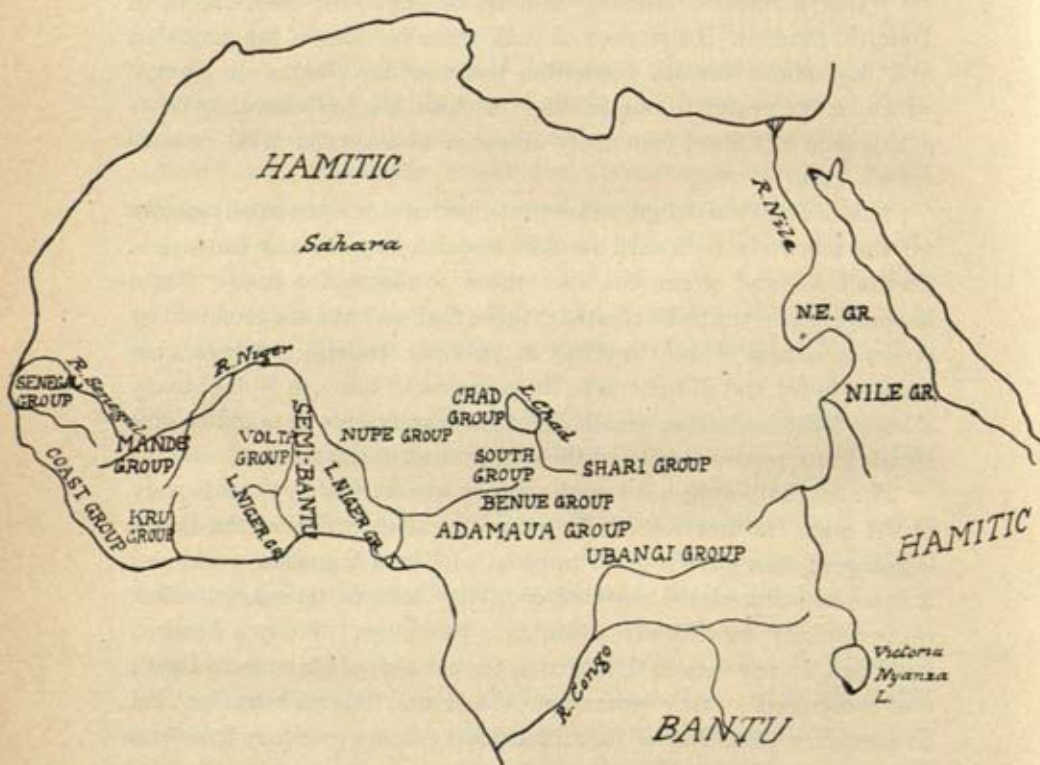 HAMITIC
Sahara
R. Nile
N.E. GR.
NILE GR.
R. Niger
SENEGAL
GROUP
R. Senegal
MANDE
GROUP
COAST GROUP
KRU
GROUP
VOLTA
GROUP
SEMI-BANTU
L. NIGER GR.
NUPE GROUP
L. NIGER GR.
CHAD
GROUP
L. Chad
SOUTH
GROUP
SHARI GROUP
BENUE GROUP
ADAMAUA GROUP
UBANGI GROUP
HAMITIC
Victoria
Nyanza
L.
R. Congo
BANTU